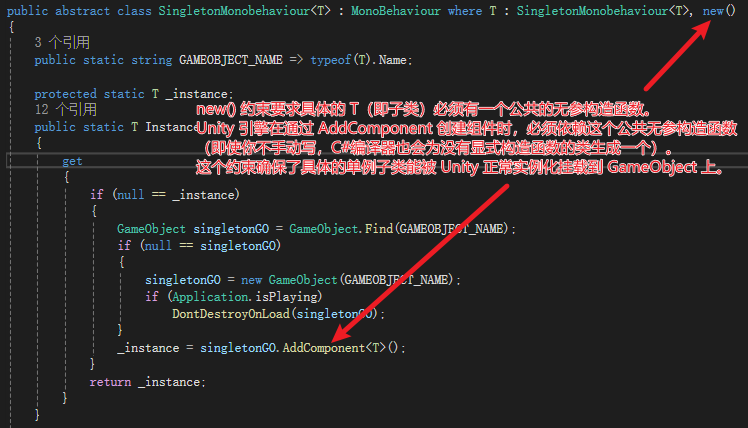 public abstract class SingletonMonobehaviour<T> : MonoBehaviour where T : SingletonMonobehaviour<T>, new()
{
3 个引用
public static string GAMEOBJECT_NAME => typeof(T).Name;
protected static T _instance;
12 个引用
public static T Instance
new() 约束要求具体的 T（即子类）必须有一个公共的无参构造函数。
Unity 引擎在通过 AddComponent 创建组件时，必须依赖这个公共无参构造函数
（即使你不手动写，C#编译器也会为没有显式构造函数的类生成一个）.
这个约束确保了具体的单例子类能被 Unity 正常实例化挂载到 GameObject 上。
{
get
{
if (null == _instance)
{
GameObject singletonGO = GameObject.Find(GAMEOBJECT_NAME);
if (null == singletonGO)
{
singletonGO = new GameObject(GAMEOBJECT_NAME);
if (Application.isPlaying)
DontDestroyOnLoad(singletonGO);
}
_instance = singletonGO.AddComponent<T>();
}
return _instance;
}
}